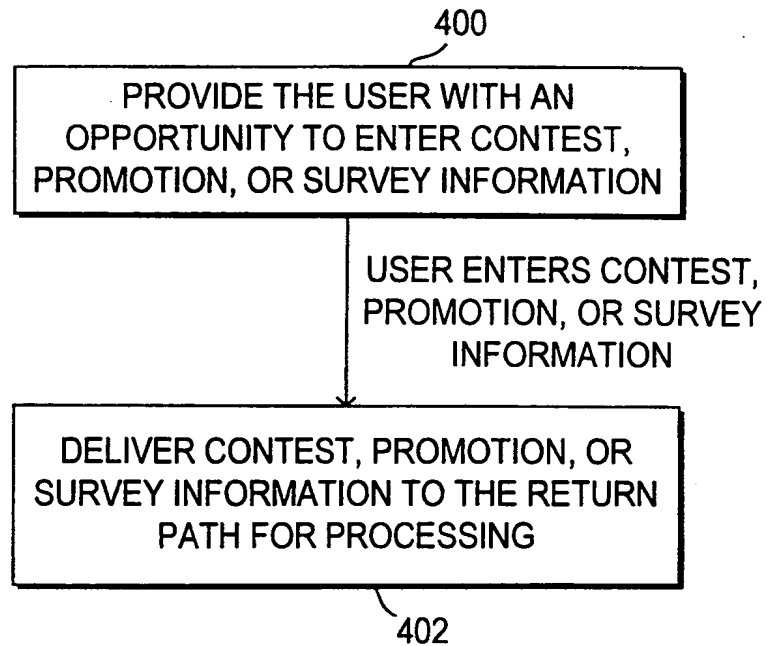 400
PROVIDE THE USER WITH AN
OPPORTUNITY TO ENTER CONTEST,
PROMOTION, OR SURVEY INFORMATION
USER ENTERS CONTEST,
PROMOTION, OR SURVEY
INFORMATION
DELIVER CONTEST, PROMOTION, OR
SURVEY INFORMATION TO THE RETURN
PATH FOR PROCESSING
402